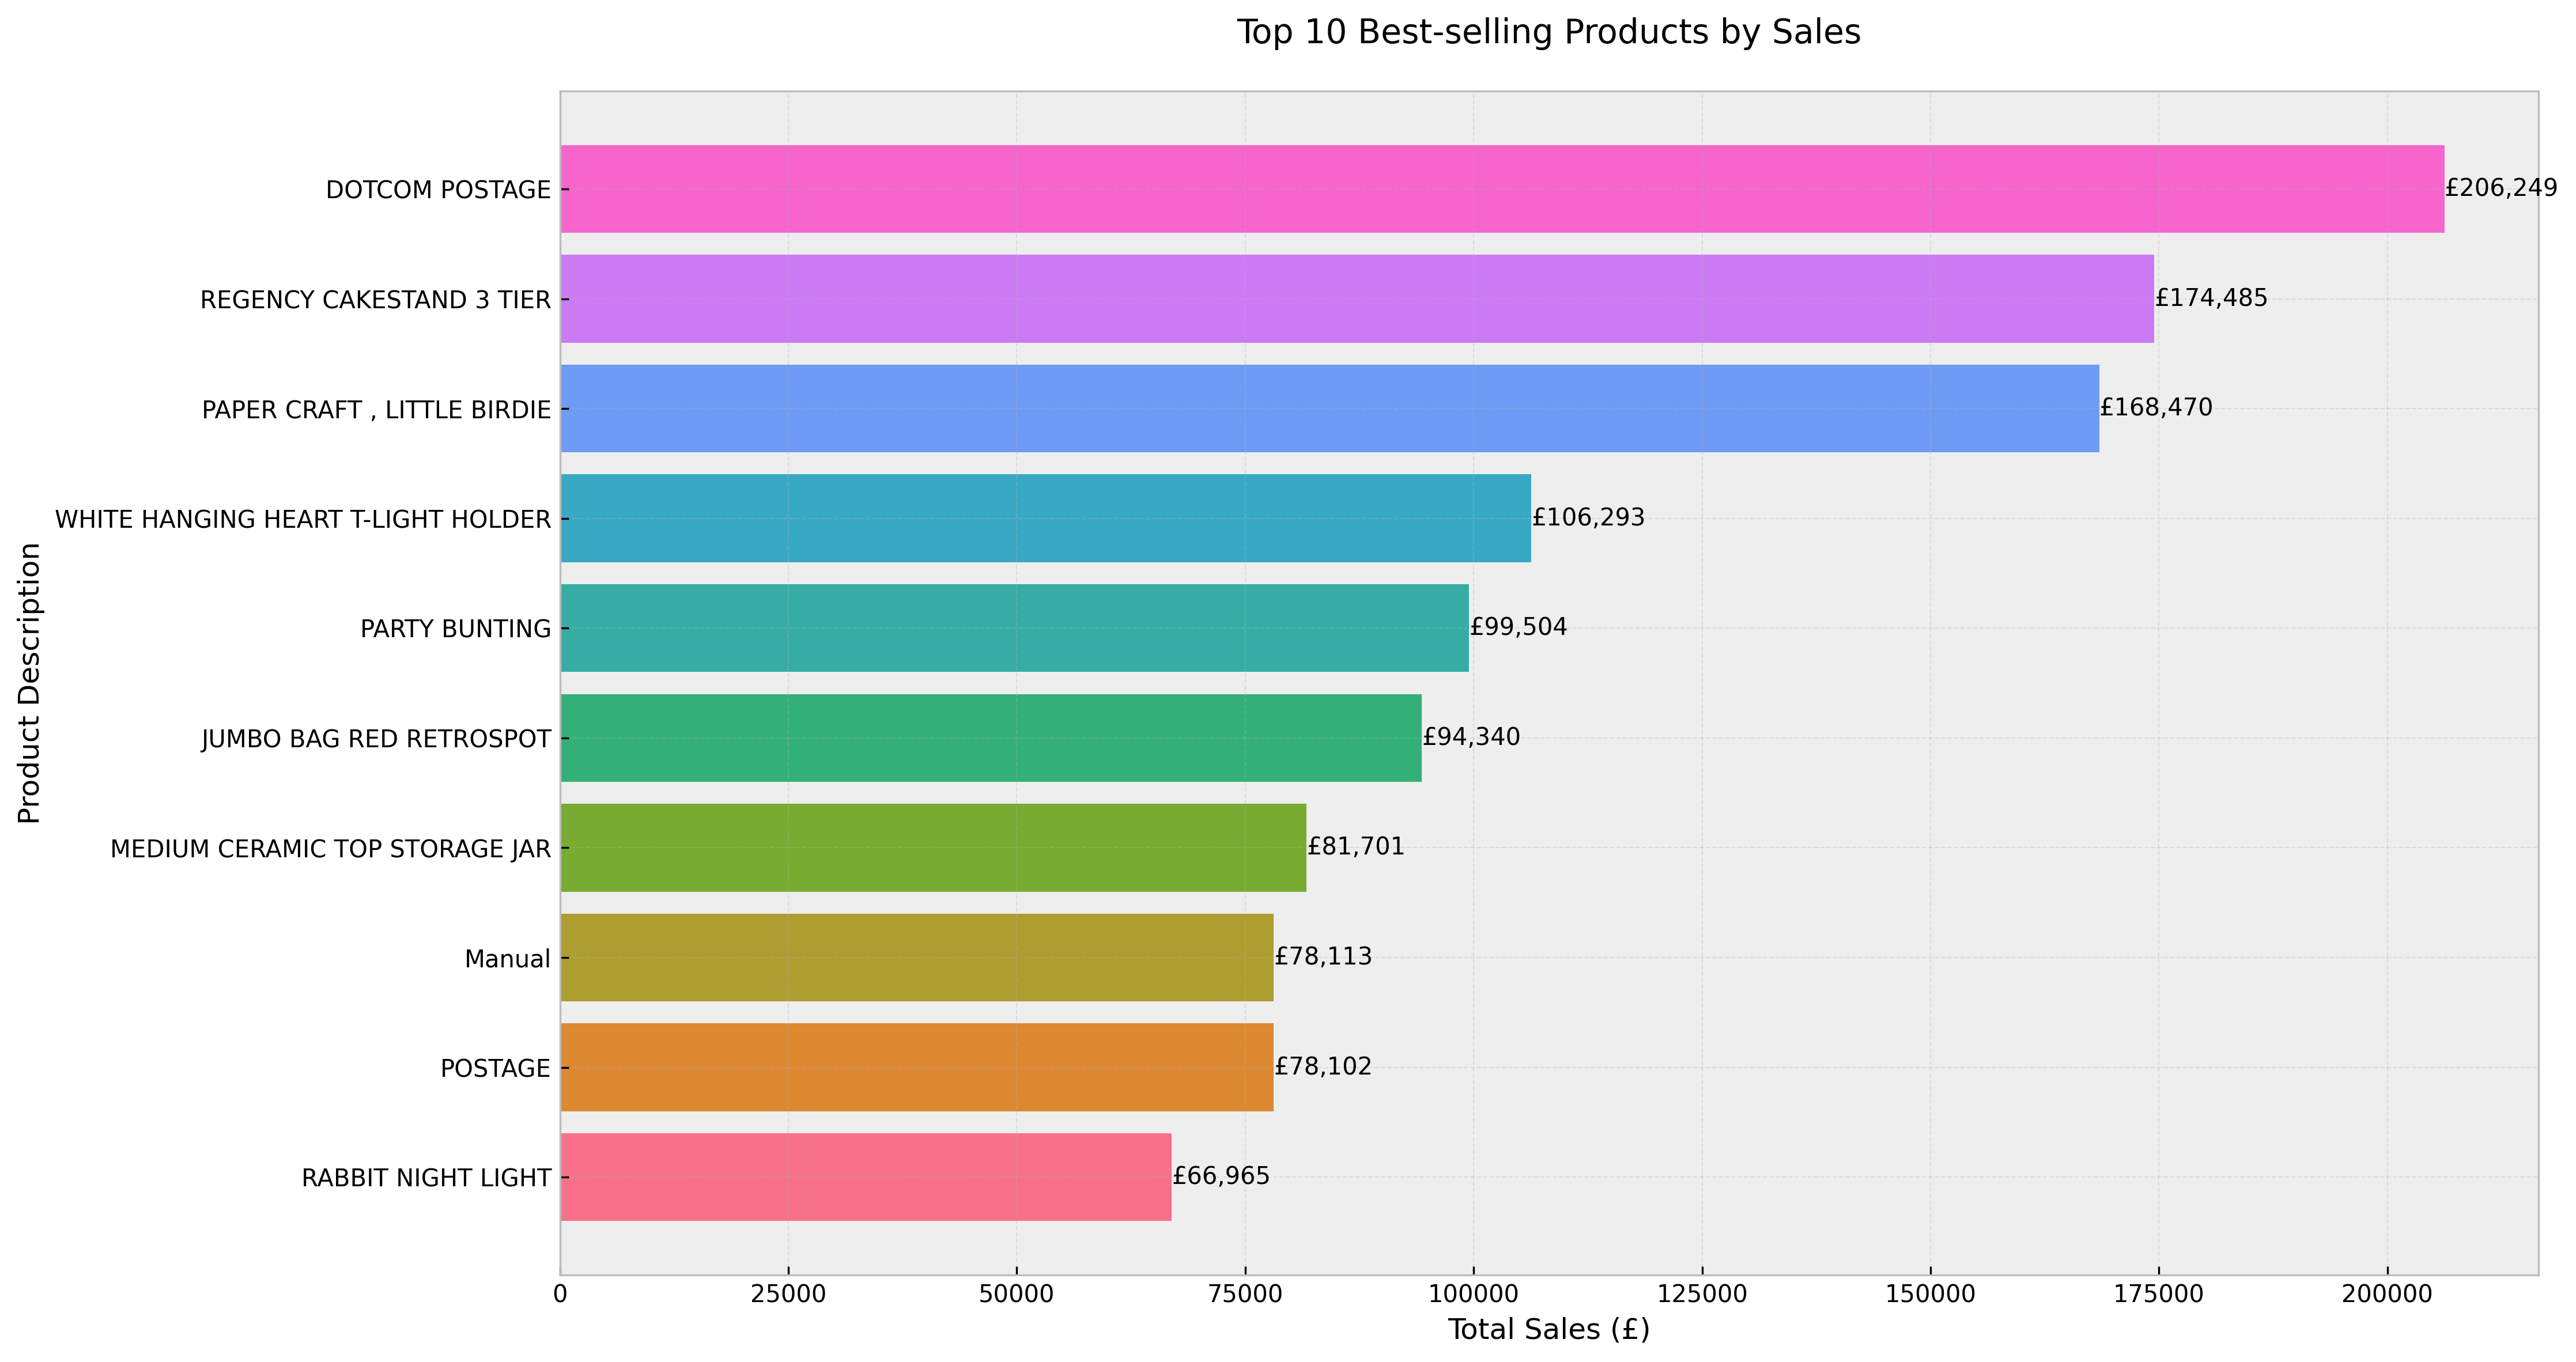 Top 10 Best-selling Products by Sales
Product Description
DOTCOM POSTAGE £206,249
REGENCY CAKESTAND 3 TIER £174,485
PAPER CRAFT , LITTLE BIRDIE £168,470
WHITE HANGING HEART T-LIGHT HOLDER £106,293
PARTY BUNTING £99,504
JUMBO BAG RED RETROSPOT £94,340
MEDIUM CERAMIC TOP STORAGE JAR £81,701
Manual £78,113
POSTAGE £78,102
RABBIT NIGHT LIGHT £66,965
0 25000 50000 75000 100000 125000 150000 175000 200000
Total Sales (£)